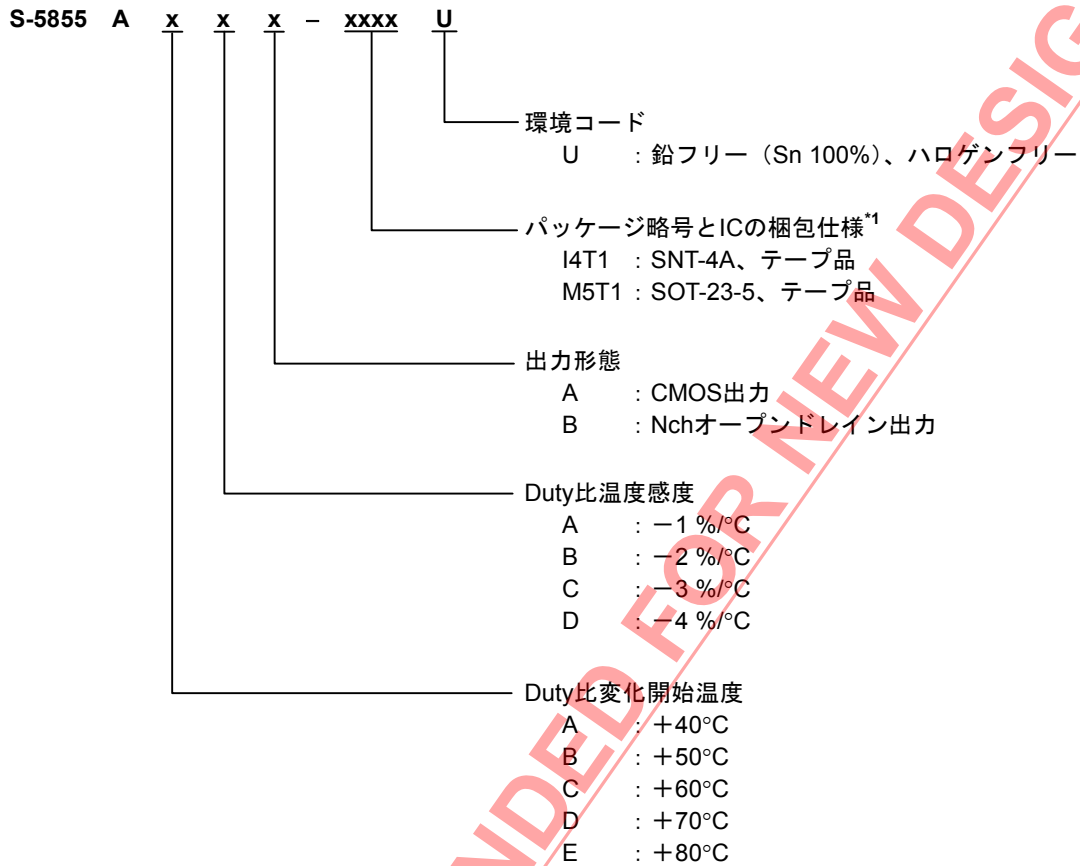 S-5855 A x x x – xxxx U
環境コード
U : 鉛フリー（Sn 100%）、ハロゲンフリー
パッケージ略号とICの梱包仕様*1
I4T1 : SNT-4A、テープ品
M5T1 : SOT-23-5、テープ品
出力形態
A : CMOS出力
B : Nchオープンドレイン出力
Duty比温度感度
A : －1 %/°C
B : －2 %/°C
C : －3 %/°C
D : －4 %/°C
Duty比変化開始温度
A : ＋40°C
B : ＋50°C
C : ＋60°C
D : ＋70°C
E : ＋80°C
NDED FOR NEW DESIG